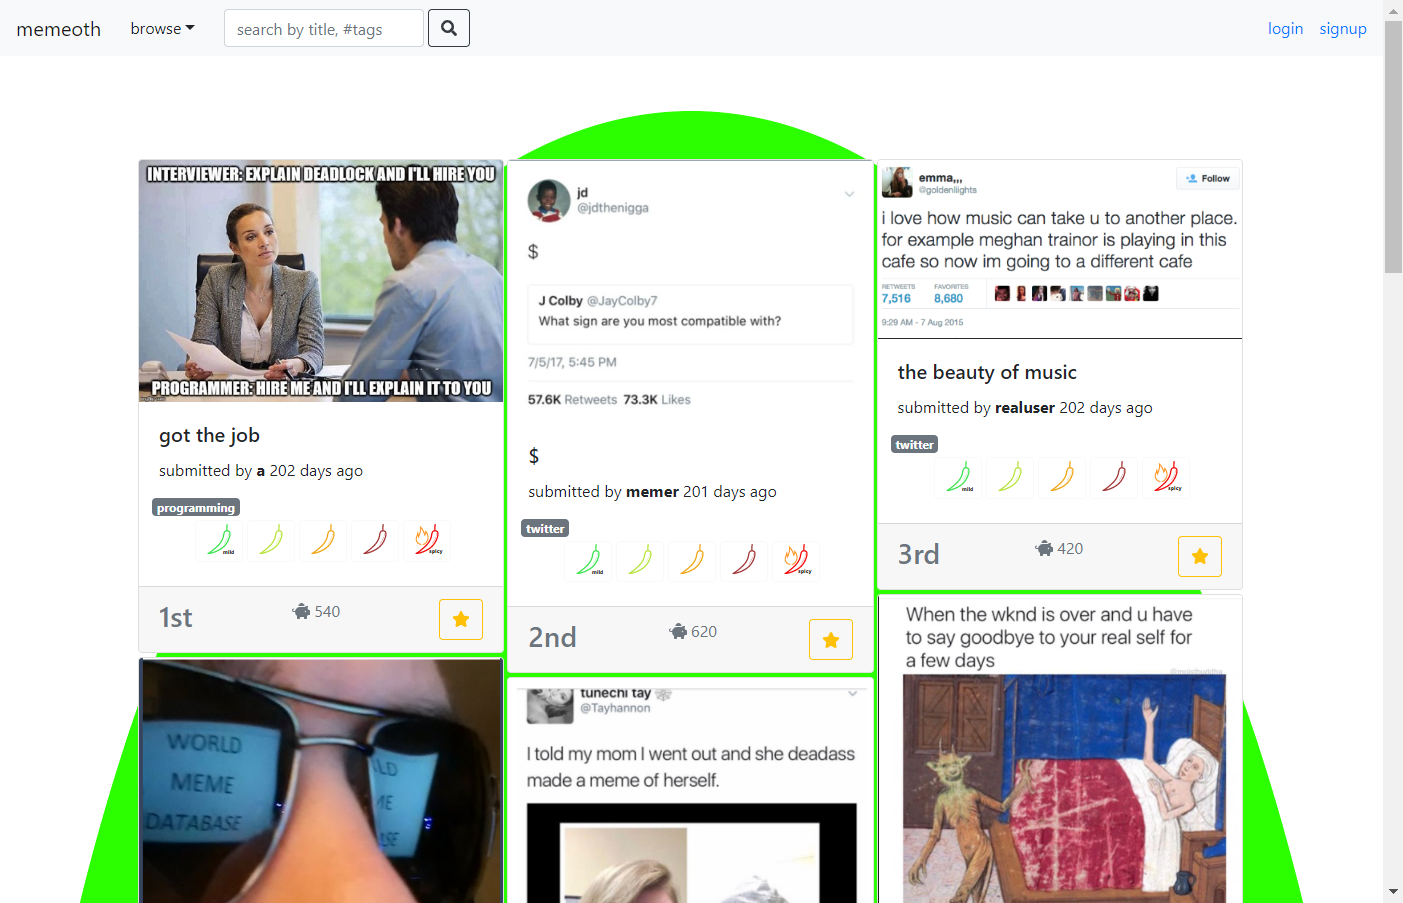 memeoth
browse
search by title, #tags
login
signup
INTERVIEWER: EXPLAIN DEADLOCK AND I'LL HIRE YOU
PROGRAMMER: HIRE ME AND I'LL EXPLAIN IT TO YOU
got the job
submitted by a 202 days ago
programming
mild
spicy
1st
540
WORLD
MEME
DATABASE
jd
@jdthenigga
$
J Colby @JayColby7
What sign are you most compatible with?
7/5/17, 5:45 PM
57.6K Retweets 73.3K Likes
$
submitted by memer 201 days ago
twitter
mild
spicy
2nd
620
tunechi tay
@Tayhannon
I told my mom I went out and she deadass
made a meme of herself.
emma,,,
@goldenlights
Follow
i love how music can take u to another place.
for example meghan trainor is playing in this
cafe so now im going to a different cafe
RETWEETS FAVORITES
7,516 8,680
9:29 AM - 7 Aug 2015
the beauty of music
submitted by realuser 202 days ago
twitter
mild
spicy
3rd
420
When the wknd is over and u have
to say goodbye to your real self for
a few days